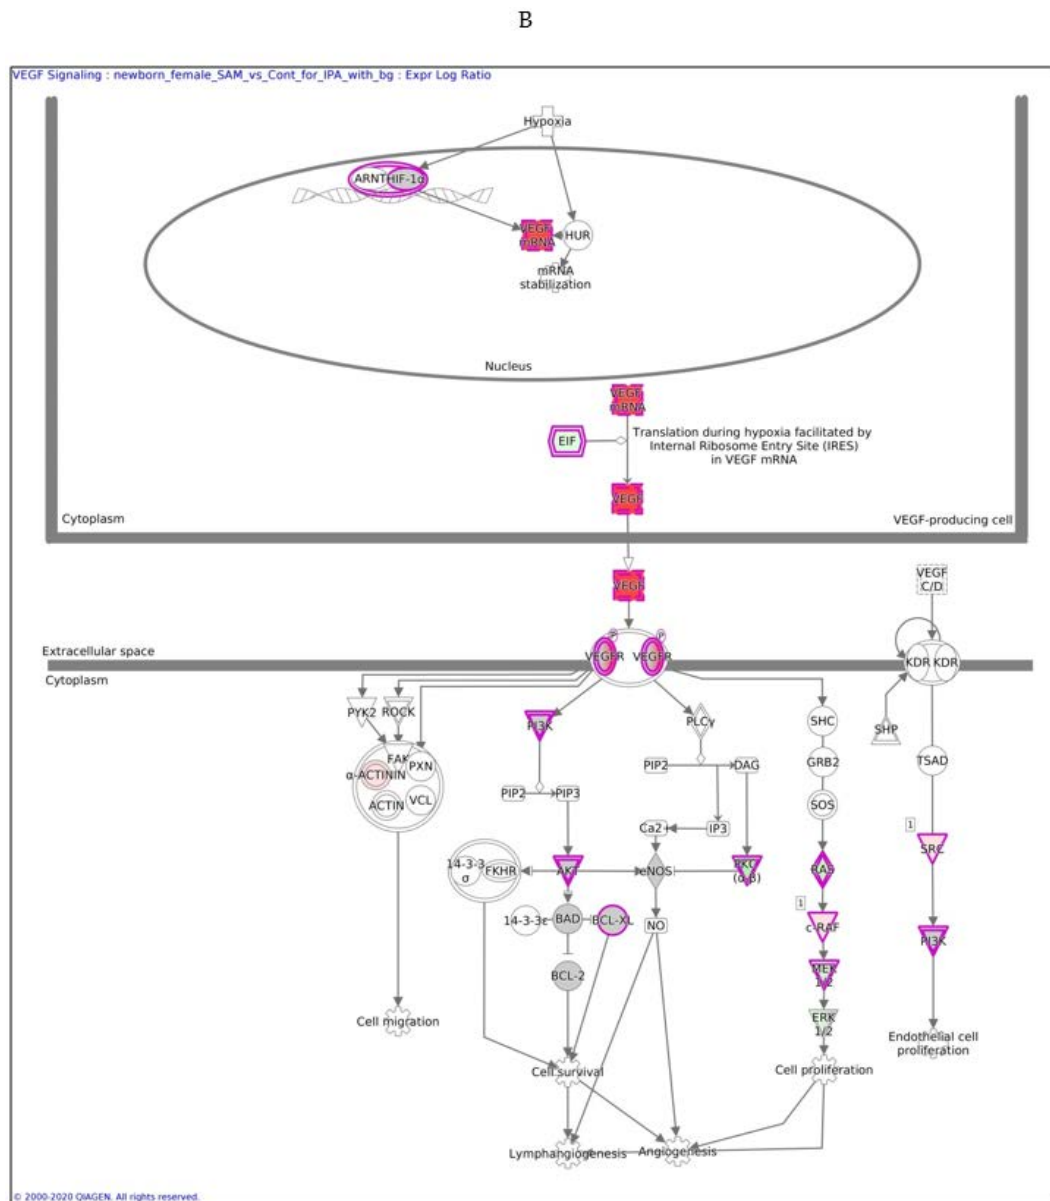 B
VEGF Signaling : newborn_female_SAM_vs_Cont_for_IPA_with_bg : Expr Log Ratio
Hypoxia
ARNT
HIF-1α
VEGF
mRNA
HUR
mRNA
stabilization
Nucleus
VEGF
mRNA
EIF
Translation during hypoxia facilitated by
Internal Ribosome Entry Site (IRES)
in VEGF mRNA
VEGF
Cytoplasm
VEGF-producing cell
VEGF
VEGF
C/D
P
P
Extracellular space
VEGFR
VEGFR
KDR
KDR
Cytoplasm
PYK2
ROCK
PI3K
PLCγ
SHC
SHP
FAK
PXN
α-ACTININ
ACTIN
VCL
PIP2
DAG
GRB2
TSAD
PIP2
PIP3
SOS
Ca2
IP3
1
SRC
14-3-3
σ
FKHR
AKT
eNOS
PKC
(α-β)
RAS
1
c-RAF
14-3-3ε
BAD
BCL-XL
NO
PI3K
BCL-2
MEK
1/2
Cell migration
ERK
1/2
Endothelial cell
proliferation
Cell survival
Cell proliferation
Lymphangiogenesis
Angiogenesis
© 2000-2020 QIAGEN. All rights reserved.